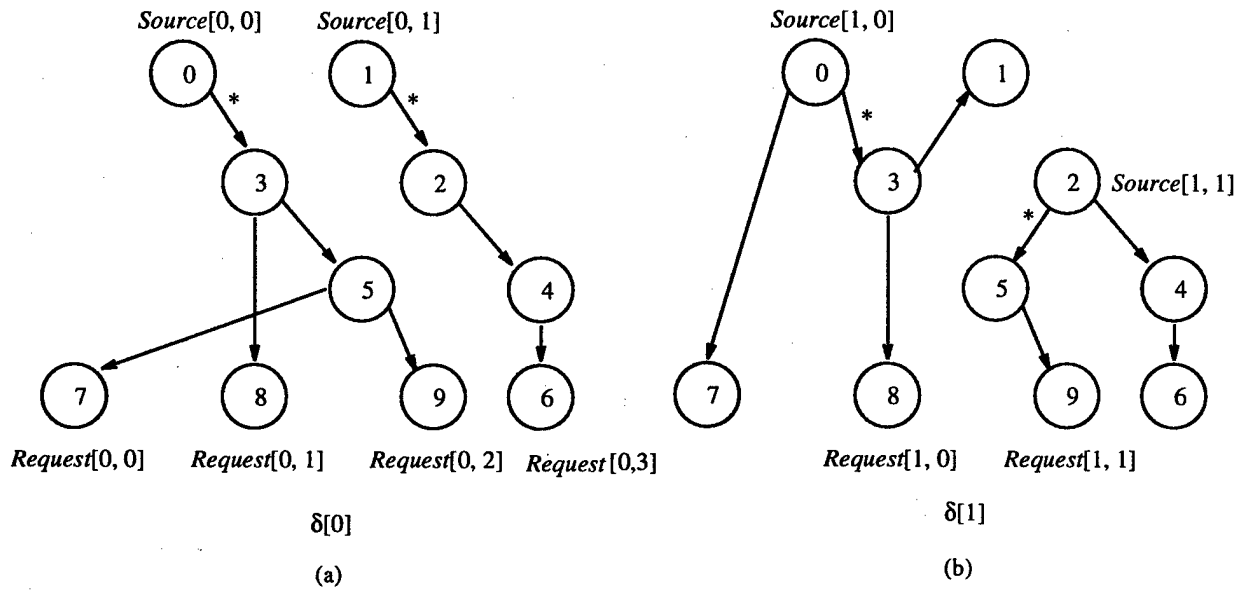 Source[0, 0]
Source[0, 1]
0
1
*
*
3
2
5
4
7
8
9
6
Request[0, 0]
Request[0, 1]
Request[0, 2]
Request[0,3]
δ[0]
(a)
Source[1, 0]
0
1
*
3
2
Source[1, 1]
*
5
4
7
8
9
6
Request[1, 0]
Request[1, 1]
δ[1]
(b)